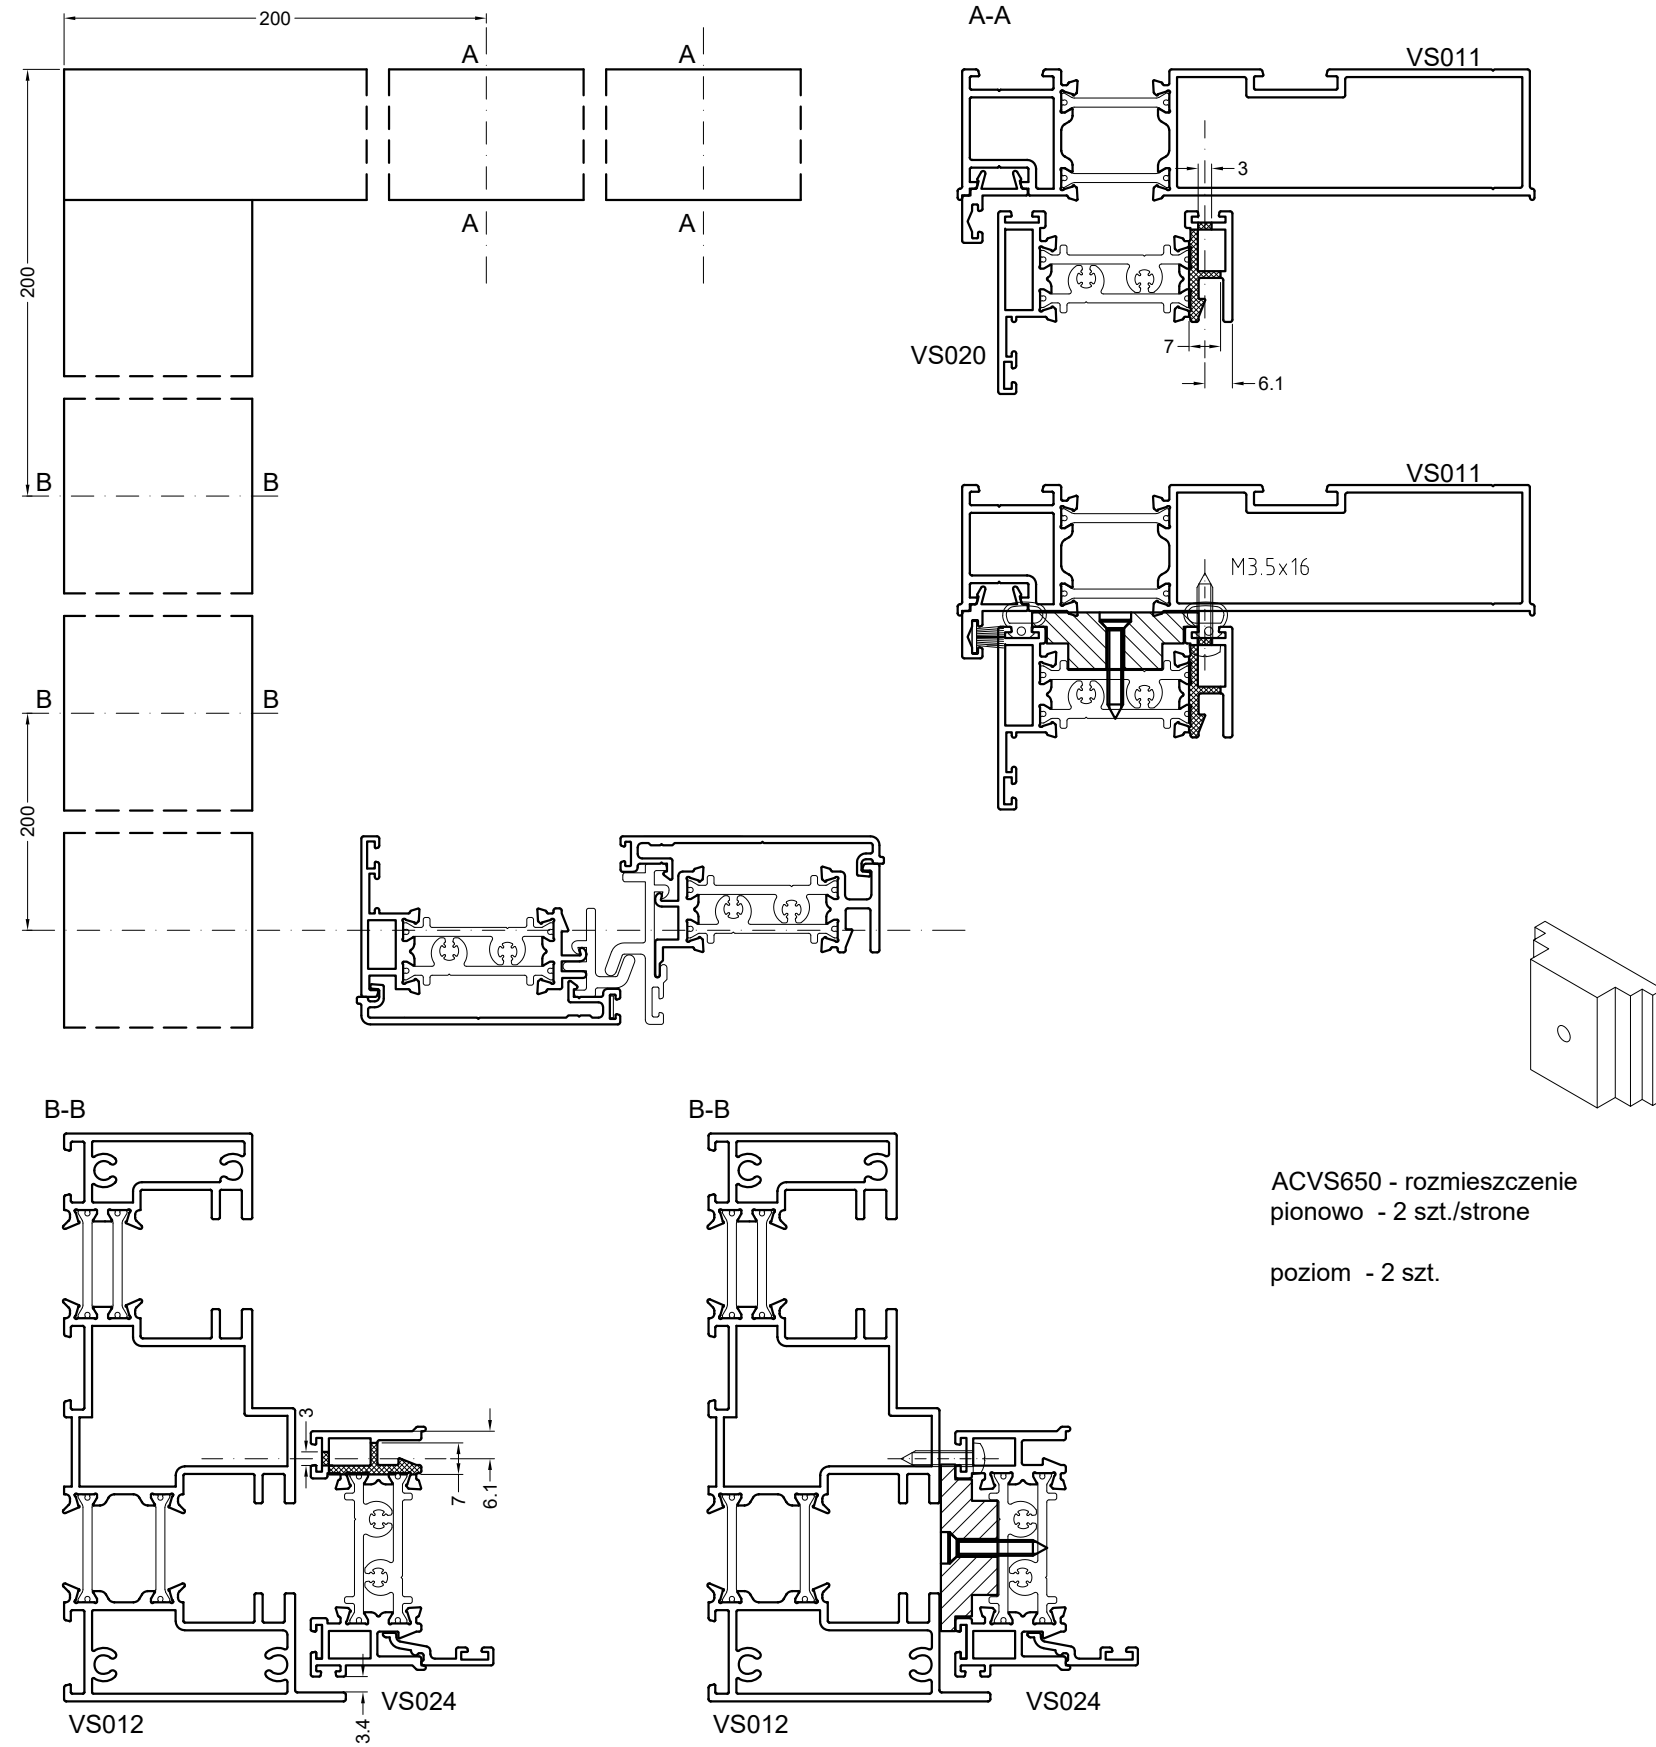 200
A
A
A-A
VS011
200
3
A
A
VS020
7
6.1
B
B
VS011
M3.5x16
B
B
200
B-B
B-B
ACVS650 - rozmieszczenie
pionowo - 2 szt./strone
poziom - 2 szt.
3
7
6.1
3.4
VS024
VS012
VS024
VS012